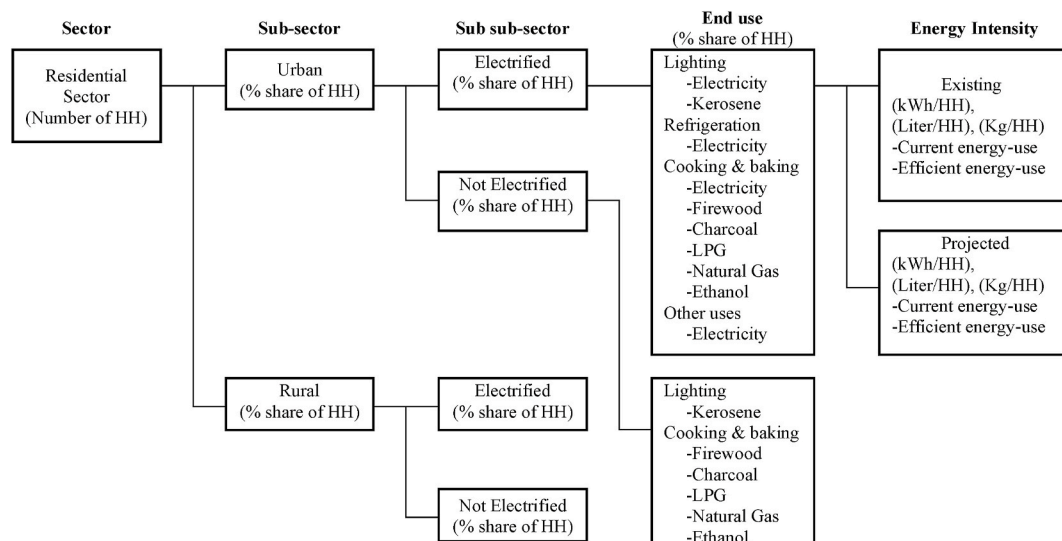 Sector
Sub-sector
Sub sub-sector
End use
(% share of HH)
Energy Intensity
Residential
Sector
(Number of HH)
Urban
(% share of HH)
Electrified
(% share of HH)
Not Electrified
(% share of HH)
Lighting
-Electricity
-Kerosene
Refrigeration
-Electricity
Cooking & baking
-Electricity
-Firewood
-Charcoal
-LPG
-Natural Gas
-Ethanol
Other uses
-Electricity
Existing
(kWh/HH),
(Liter/HH), (Kg/HH)
-Current energy-use
-Efficient energy-use
Projected
(kWh/HH),
(Liter/HH), (Kg/HH)
-Current energy-use
-Efficient energy-use
Rural
(% share of HH)
Electrified
(% share of HH)
Not Electrified
(% share of HH)
Lighting
-Kerosene
Cooking & baking
-Firewood
-Charcoal
-LPG
-Natural Gas
-Ethanol